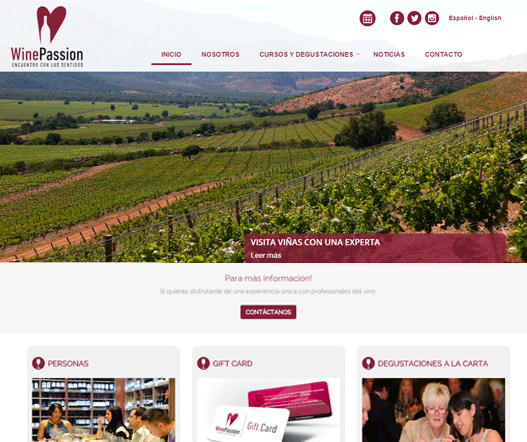 Español - English
WinePassion
ENCUENTRO CON LOS SENTIDOS
INICIO NOSOTROS CURSOS Y DEGUSTACIONES NOTICIAS CONTACTO
VISITA VIÑAS CON UNA EXPERTA
Leer más
Para más información!
Si quieres disfrutarde de una experiencia única con profesionales del vino
CONTÁCTANOS
PERSONAS
GIFT CARD
DEGUSTACIONES A LA CARTA
WinePassion
Gift Card